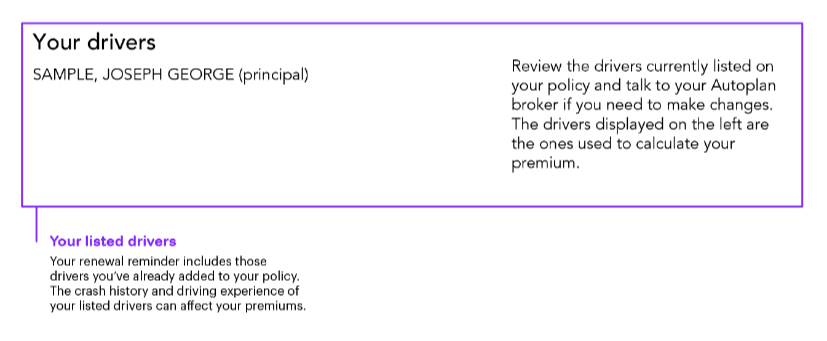 Your drivers
SAMPLE, JOSEPH GEORGE (principal)
Review the drivers currently listed on
your policy and talk to your Autoplan
broker if you need to make changes.
The drivers displayed on the left are
the ones used to calculate your
premium.
Your listed drivers
Your renewal reminder includes those
drivers you've already added to your policy.
The crash history and driving experience of
your listed drivers can affect your premiums.